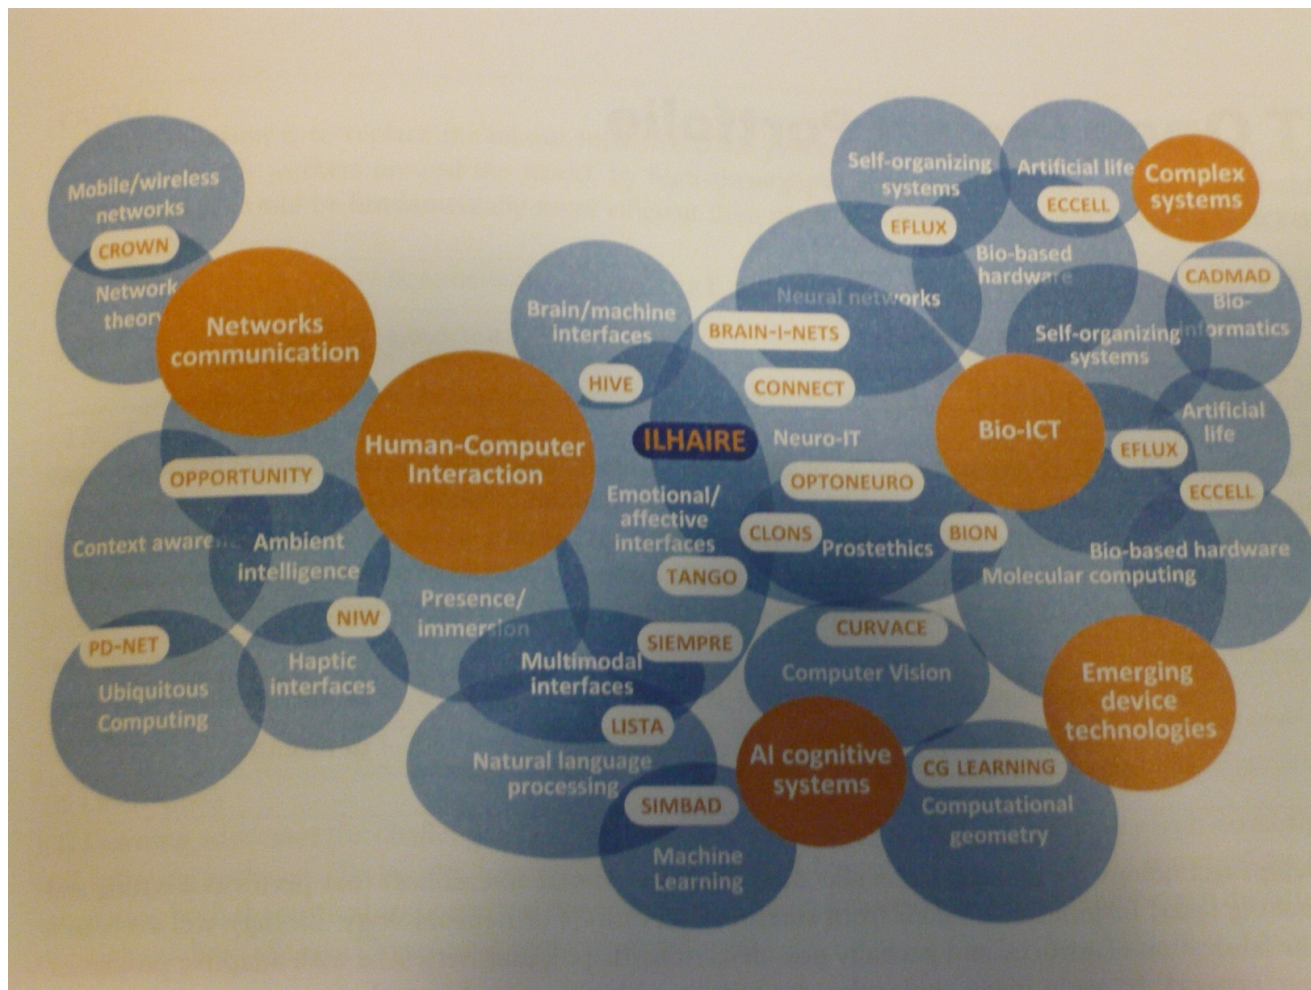 Mobile/wireless
networks
CROWN
Network
theory
Networks
communication
OPPORTUNITY
Context aware
Ambient
intelligence
PD-NET
Ubiquitous
Computing
NIW
Haptic
interfaces
Human-Computer
Interaction
Presence/
immersion
Brain/machine
interfaces
HIVE
ILHAIRE
Emotional/
affective
interfaces
TANGO
SIEMPRE
Multimodal
interfaces
LISTA
Natural language
processing
SIMBAD
Machine
Learning
Neural networks
BRAIN-I-NETS
CONNECT
Neuro-IT
OPTONEURO
CLONS
Prostethics
BION
CURVACE
Computer Vision
AI cognitive
systems
CG LEARNING
Computational
geometry
Self-organizing
systems
EFLUX
Artificial life
ECCELL
Complex
systems
Bio-based
hardware
CADMAD
Bio-
informatics
Self-organizing
systems
Bio-ICT
Artificial
life
EFLUX
ECCELL
Bio-based hardware
Molecular computing
Emerging
device
technologies